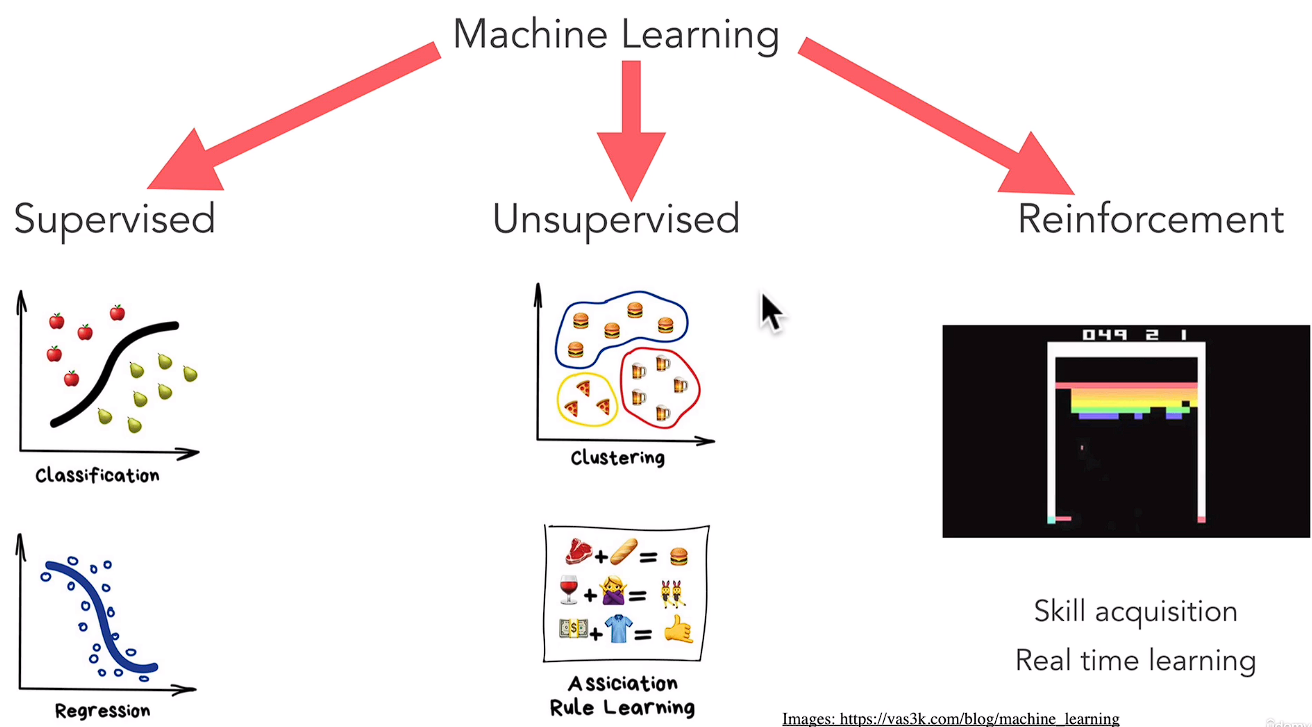 Machine Learning
Supervised
Unsupervised
Reinforcement
Classification
Regression
Clustering
Assiciation
Rule Learning
049 2 1
Skill acquisition
Real time learning
Images: https://vas3k.com/blog/machine_learning